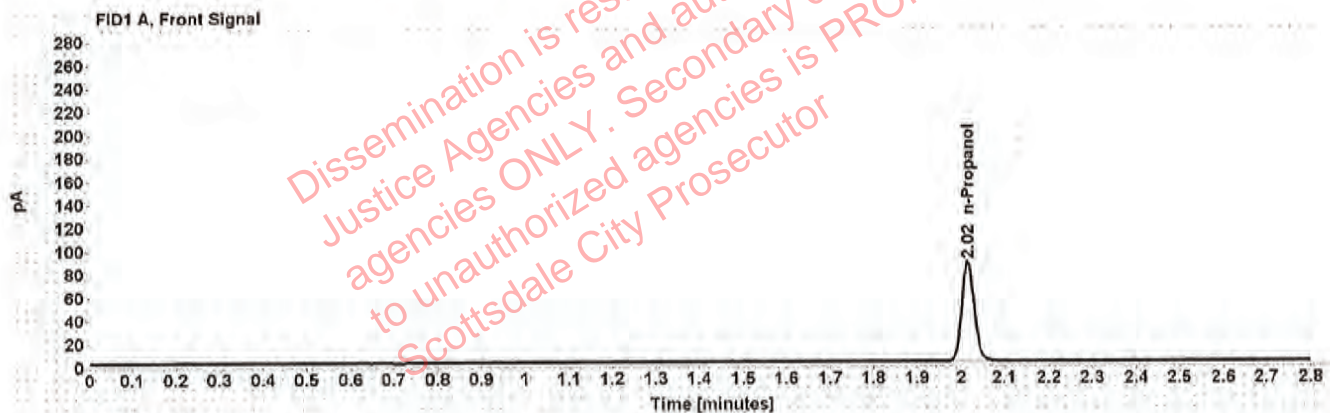 FID1 A, Front Signal
280
260
240
220
200
180
160
140
120
100
80
60
40
20
0
pA
2.02 n-Propanol
0 0.1 0.2 0.3 0.4 0.5 0.6 0.7 0.8 0.9 1 1.1 1.2 1.3 1.4 1.5 1.6 1.7 1.8 1.9 2 2.1 2.2 2.3 2.4 2.5 2.6 2.7 2.8
Time [minutes]
Dissemination is
Justice Agencies and
agencies ONLY. Secondary
to unauthorized agencies is
Scottsdale City Prosecutor